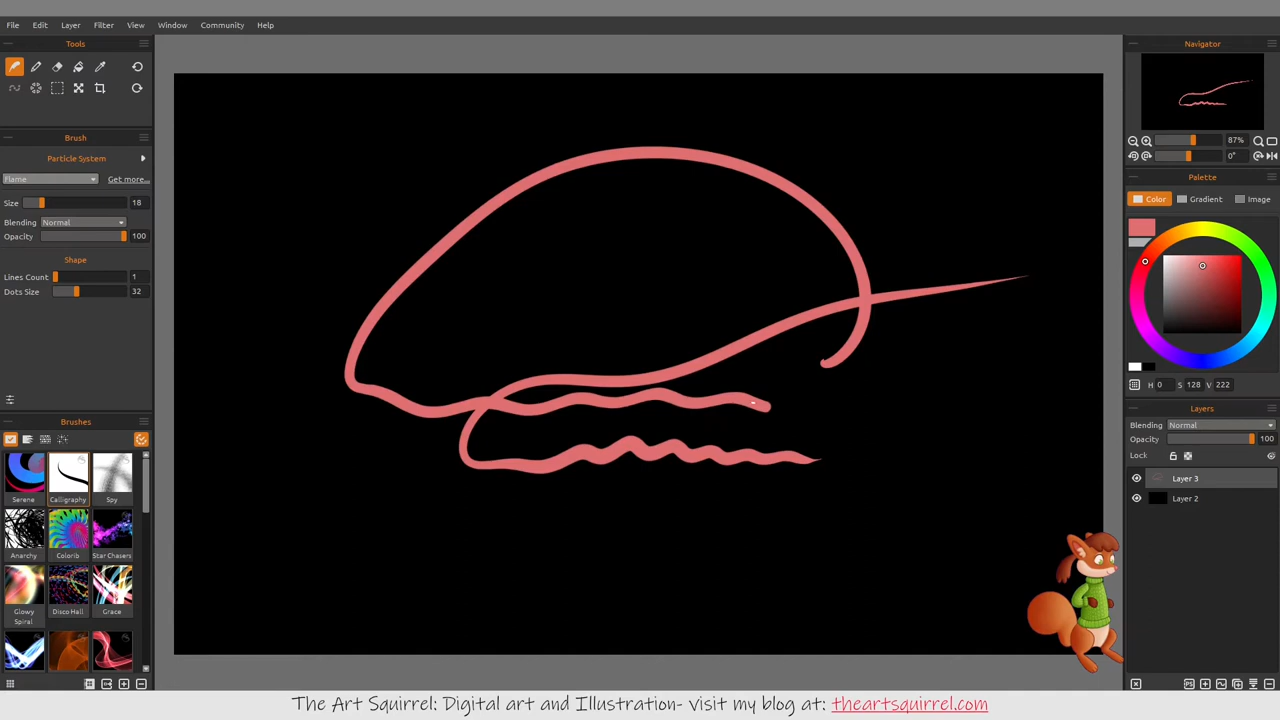 File Edit Layer Filter View Window Community Help
Tools
Brush
Particle System
Flame Get more...
Size 18
Blending Normal
Opacity 100
Shape
Lines Count 1
Dots Size 32
Brushes
Serene Calligraphy Spy
Anarchy Colorib Star Chasers
Glowy Spiral Disco Hall Grace
Navigator
87%
0°
Palette
Color Gradient Image
H 0 S 128 V 222
Layers
Blending Normal
Opacity 100
Lock
Layer 3
Layer 2
The Art Squirrel: Digital art and Illustration- visit my blog at: theartsquirrel.com